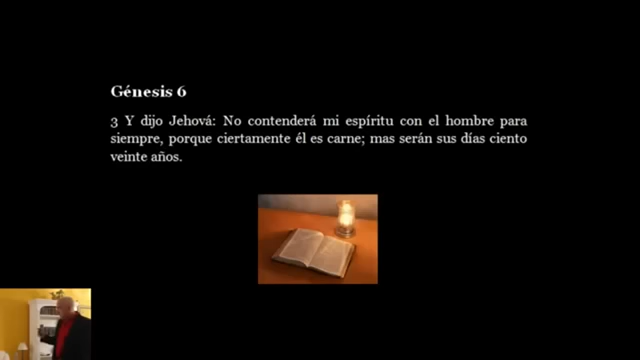 Génesis 6
3 Y dijo Jehová: No contenderá mi espíritu con el hombre para
siempre, porque ciertamente él es carne; mas serán sus días ciento
veinte años.